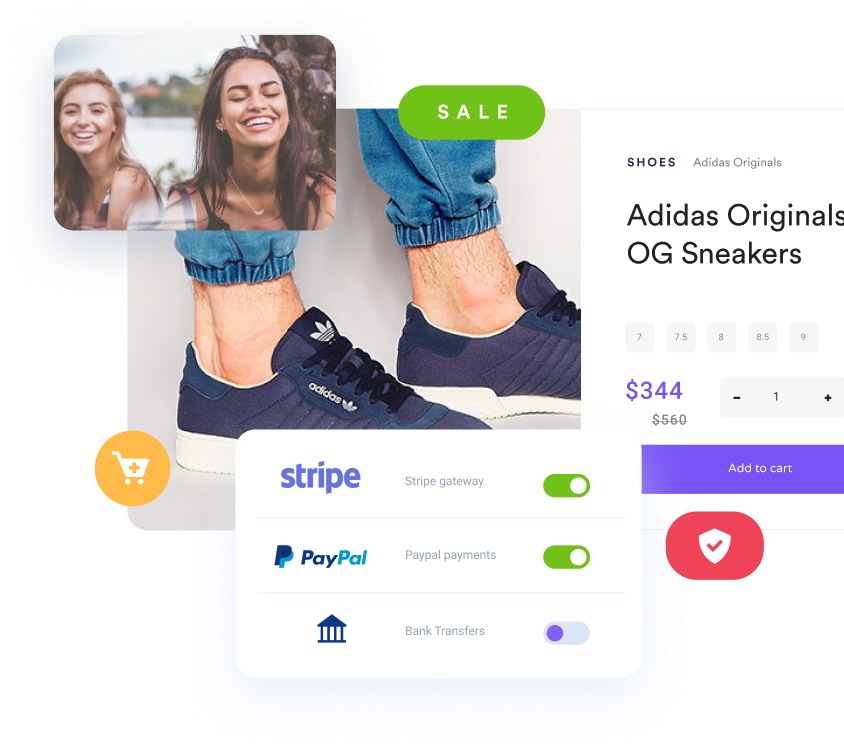 SALE
SHOES Adidas Originals
Adidas Originals
OG Sneakers
7 7.5 8 8.5 9
$344
- 1 +
$560
adidas
Add to cart
stripe Stripe gateway
PayPal Paypal payments
Bank Transfers